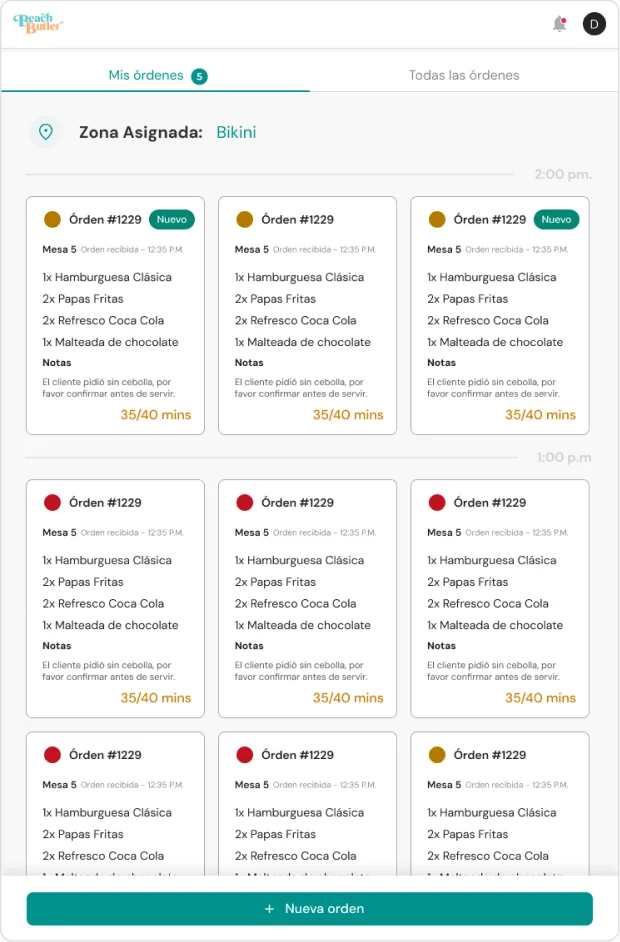 Beach
Butler
D
Mis órdenes 5
Todas las órdenes
Zona Asignada: Bikini
2:00 pm.
Órden #1229 Nuevo
Mesa 5 Orden recibida - 12:35 P.M.
1x Hamburguesa Clásica
2x Papas Fritas
2x Refresco Coca Cola
1x Malteada de chocolate
Notas
El cliente pidió sin cebolla, por
favor confirmar antes de servir.
35/40 mins
Órden #1229
Mesa 5 Orden recibida - 12:35 P.M.
1x Hamburguesa Clásica
2x Papas Fritas
2x Refresco Coca Cola
1x Malteada de chocolate
Notas
El cliente pidió sin cebolla, por
favor confirmar antes de servir.
35/40 mins
Órden #1229 Nuevo
Mesa 5 Orden recibida - 12:35 P.M.
1x Hamburguesa Clásica
2x Papas Fritas
2x Refresco Coca Cola
1x Malteada de chocolate
Notas
El cliente pidió sin cebolla, por
favor confirmar antes de servir.
35/40 mins
1:00 p.m
Órden #1229
Mesa 5 Orden recibida - 12:35 P.M.
1x Hamburguesa Clásica
2x Papas Fritas
2x Refresco Coca Cola
1x Malteada de chocolate
Notas
El cliente pidió sin cebolla, por
favor confirmar antes de servir.
35/40 mins
Órden #1229
Mesa 5 Orden recibida - 12:35 P.M.
1x Hamburguesa Clásica
2x Papas Fritas
2x Refresco Coca Cola
1x Malteada de chocolate
Notas
El cliente pidió sin cebolla, por
favor confirmar antes de servir.
35/40 mins
Órden #1229
Mesa 5 Orden recibida - 12:35 P.M.
1x Hamburguesa Clásica
2x Papas Fritas
2x Refresco Coca Cola
1x Malteada de chocolate
Notas
El cliente pidió sin cebolla, por
favor confirmar antes de servir.
35/40 mins
Órden #1229
Mesa 5 Orden recibida - 12:35 P.M.
1x Hamburguesa Clásica
2x Papas Fritas
2x Refresco Coca Cola
Órden #1229
Mesa 5 Orden recibida - 12:35 P.M.
1x Hamburguesa Clásica
2x Papas Fritas
2x Refresco Coca Cola
Órden #1229
Mesa 5 Orden recibida - 12:35 P.M.
1x Hamburguesa Clásica
2x Papas Fritas
2x Refresco Coca Cola
+ Nueva orden